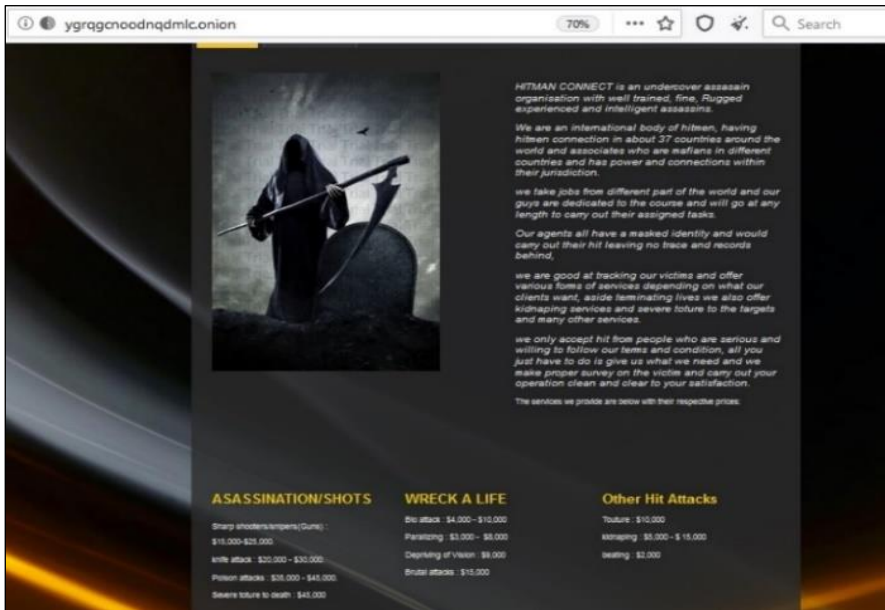 ygrqgcnoodnqdmlc.onion
70%
Search
HITMAN CONNECT is an undercover assasain
organisation with well trained, fine, Rugged
experienced and intelligent assassins.
We are an international body of hitmen, having
hitmen connection in about 37 countries around the
world and associates who are mafians in different
countries and has power and connections within
their jurisdiction.
we take jobs from different part of the world and our
guys are dedicated to the course and will go at any
length to carry out their assigned tasks.
Our agents all have a masked identity and would
carry out their hit leaving no trace and records
behind,
we are good at tracking our victims and offer
various forms of services depending on what our
clients want, aside terminating lives we also offer
kidnaping services and severe toture to the targets
and many other services.
we only accept hit from people who are serious and
willing to follow our terms and condition, all you
just have to do is give us what we need and we
make proper survey on the victim and carry out your
operation clean and clear to your satisfaction.
The services we provide are below with their respective prices:
ASASSINATION/SHOTS
Sharp shooters/snipers(Guns) :
$15,000-$25,000.
knife attack : $20,000 – $30,000.
Poison attacks : $35,000 – $45,000.
Severe toture to death : $45,000
WRECK A LIFE
Bio attack : $4,000 – $10,000
Paralizing : $3,000 – $8,000
Depriving of Vision : $9,000
Brutal attacks : $15,000
Other Hit Attacks
Touture : $10,000
kidnaping : $5,000 - $ 15,000
beating : $2,000